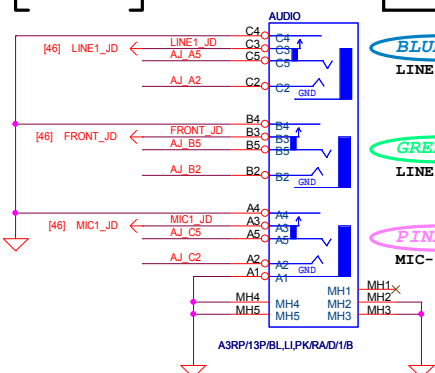 AUDIO
C4 C4
[46] LINE1_JD LINE1_JD C3 C3
AJ_A5 C5 C5
BLU
LINE
AJ_A2 C2 C2
GND
B4 B4
[46] FRONT_JD FRONT_JD B3 B3
AJ_B5 B5 B5
GRE
LINE
AJ_B2 B2 B2
GND
A4 A4
[46] MIC1_JD MIC1_JD A3 A3
AJ_C5 A5 A5
PIN
MIC-
AJ_C2 A2 A2
A1 A1 GND
MH1 MH1
MH4 MH4 MH2 MH2
MH5 MH5 MH3 MH3
A3RP/13P/BL,LI,PK/RA/D/1/B